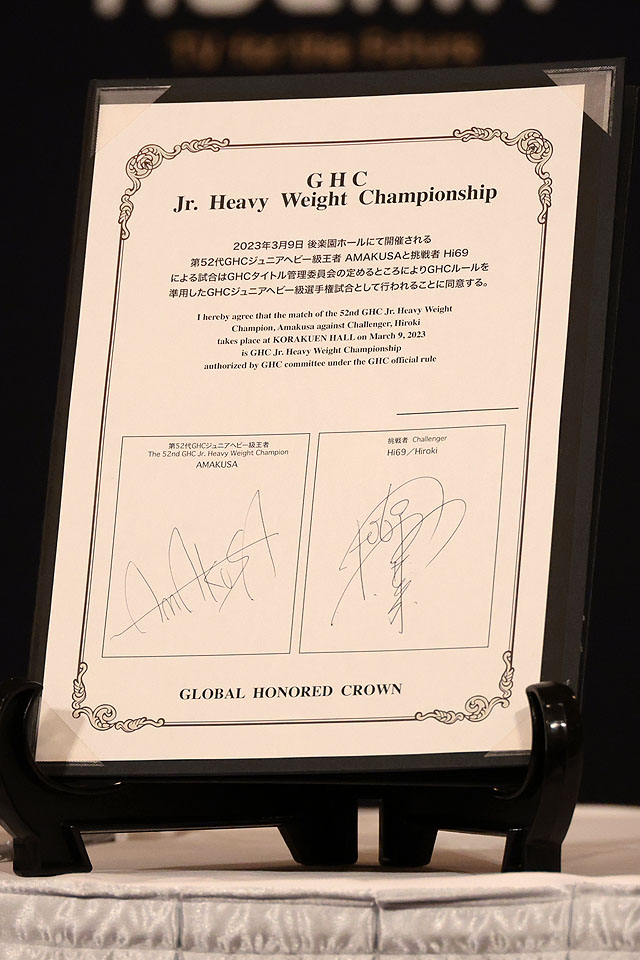 TV for the Future
GHC
Jr. Heavy Weight Championship
2023年3月9日 後楽園ホールにて開催される
第52代GHCジュニアヘビー級王者 AMAKUSAと挑戦者 Hi69
による試合はGHCタイトル管理委員会の定めるところによりGHCルールを
準用したGHCジュニアヘビー級選手権試合として行われることに同意する。
I hereby agree that the match of the 52nd GHC Jr. Heavy Weight
Champion, Amakusa against Challenger, Hiroki
takes place at KORAKUEN HALL on March 9, 2023
is GHC Jr. Heavy Weight Championship
authorized by GHC committee under the GHC official rule
第52代GHCジュニアヘビー級王者
The 52nd GHC Jr. Heavy Weight Champion
AMAKUSA
挑戦者 Challenger
Hi69／Hiroki
GLOBAL HONORED CROWN